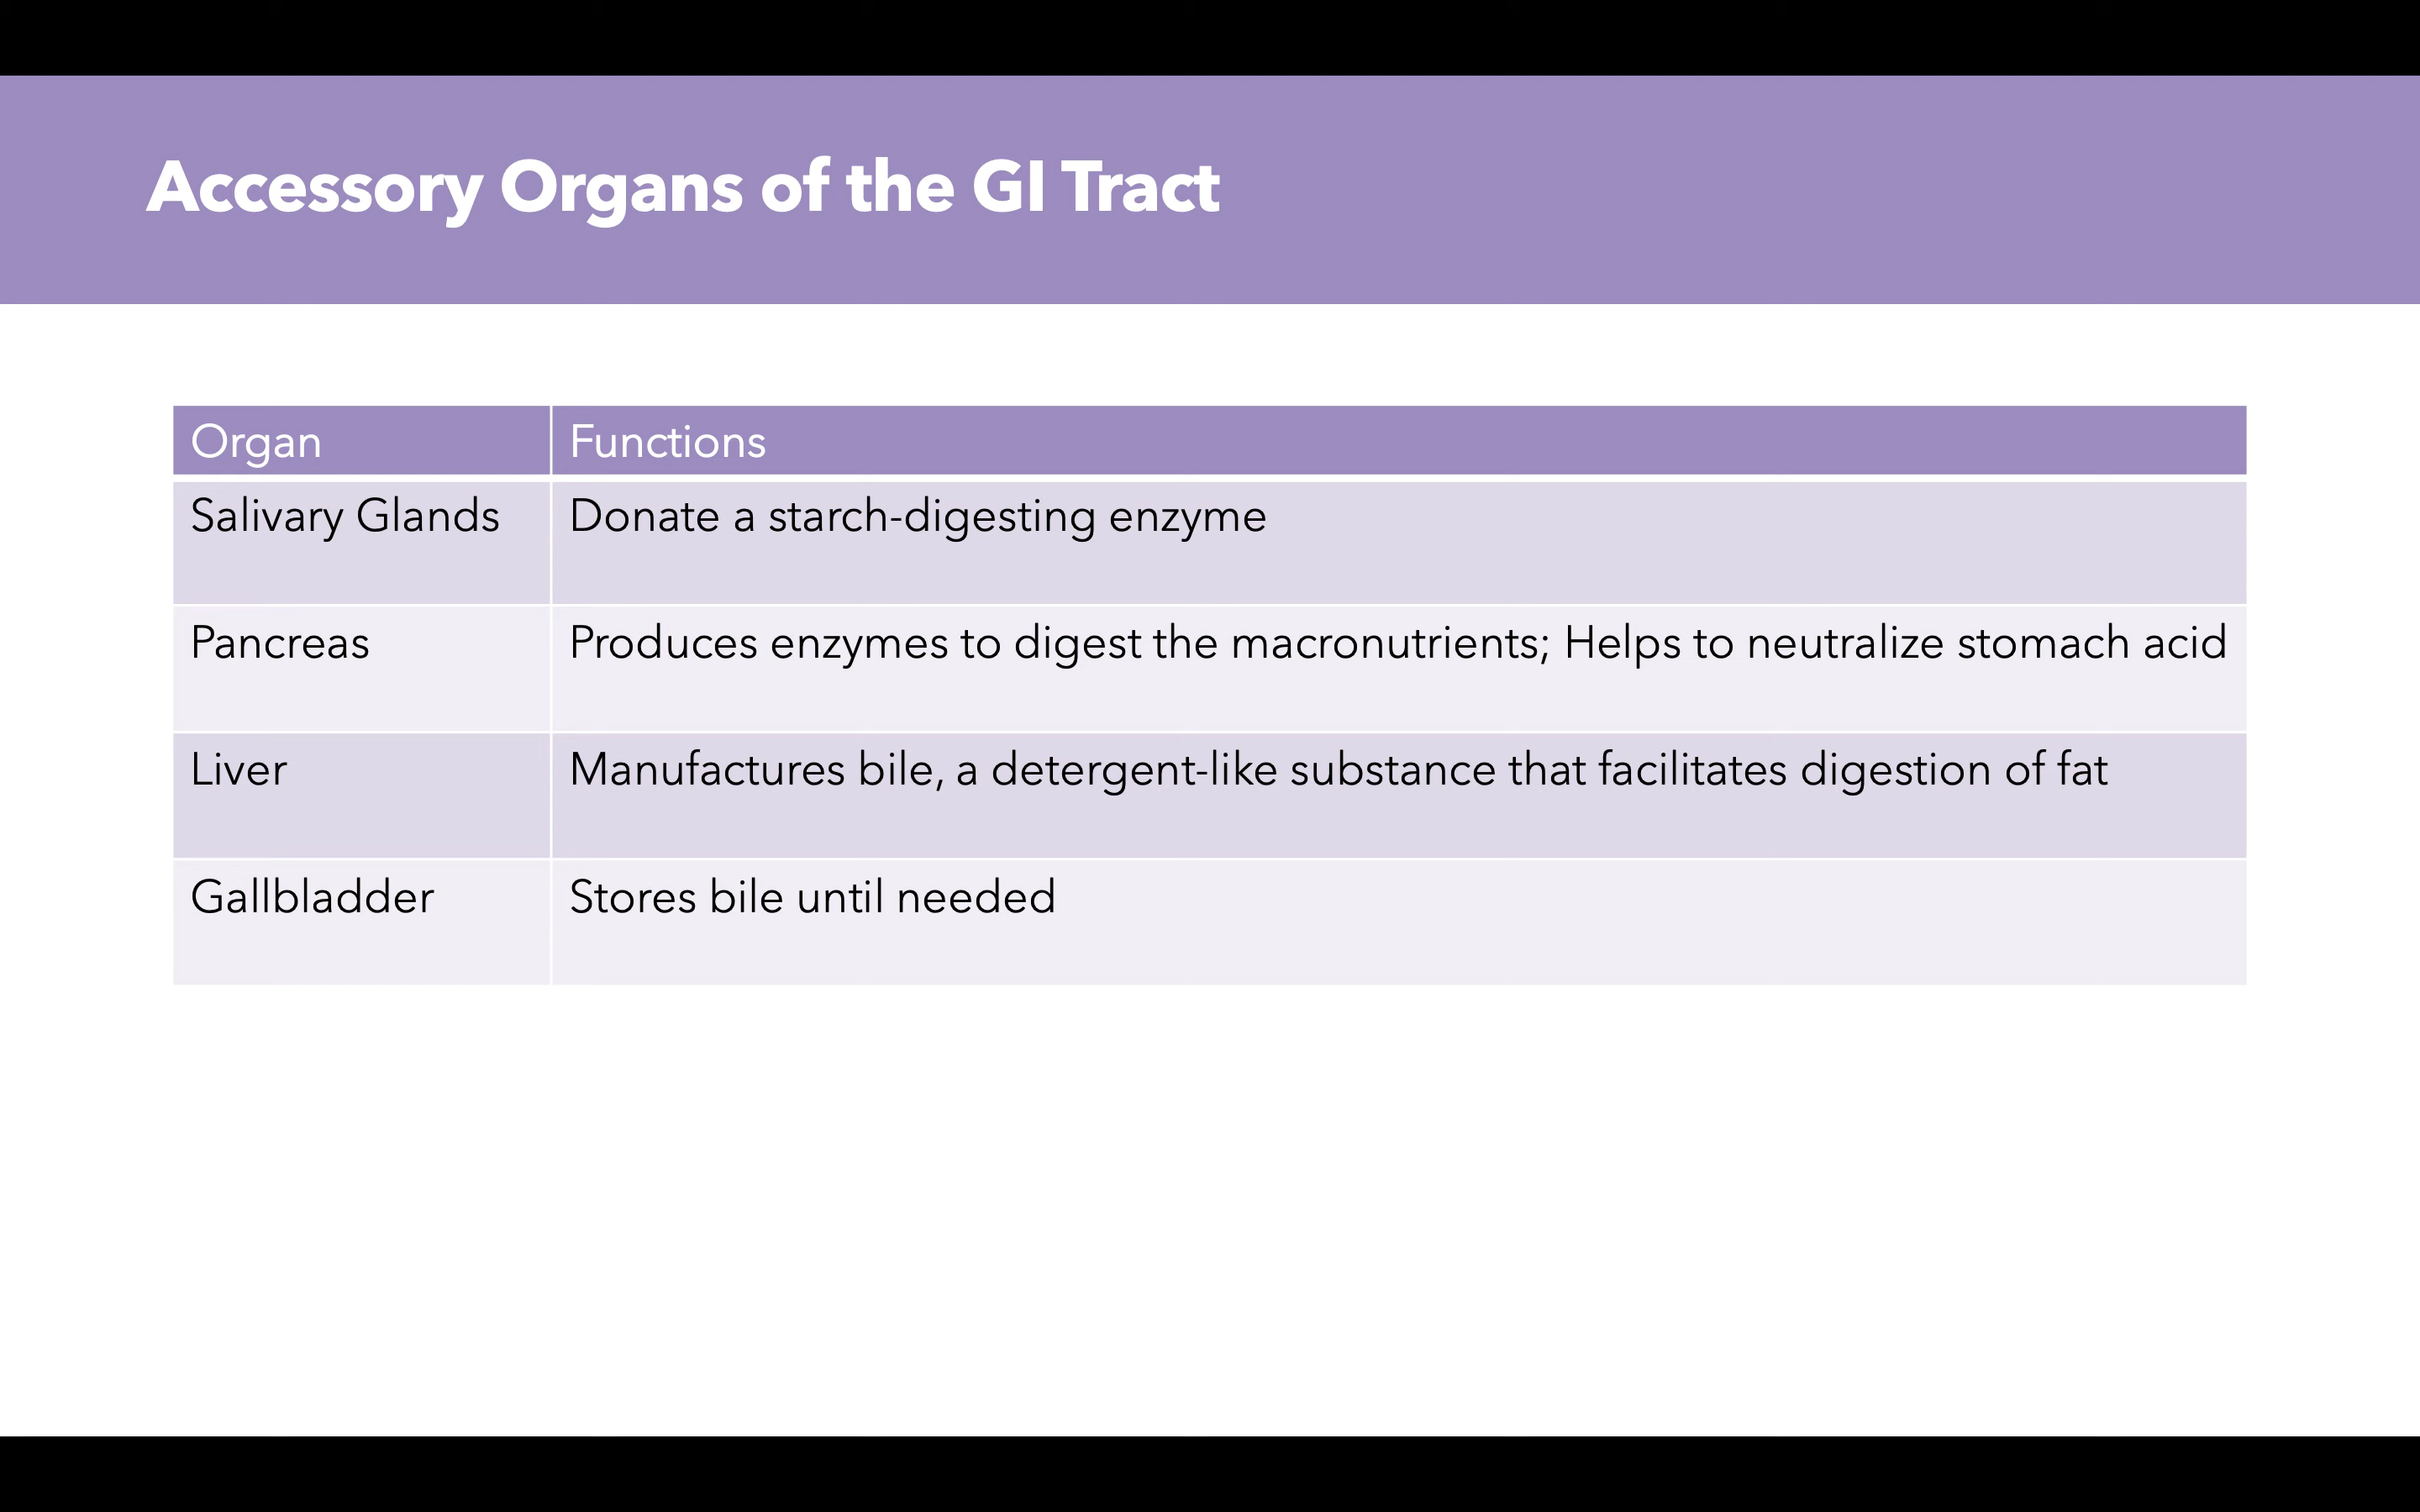 Accessory Organs of the GI Tract
Organ
Functions
Salivary Glands
Donate a starch-digesting enzyme
Pancreas
Produces enzymes to digest the macronutrients; Helps to neutralize stomach acid
Liver
Manufactures bile, a detergent-like substance that facilitates digestion of fat
Gallbladder
Stores bile until needed